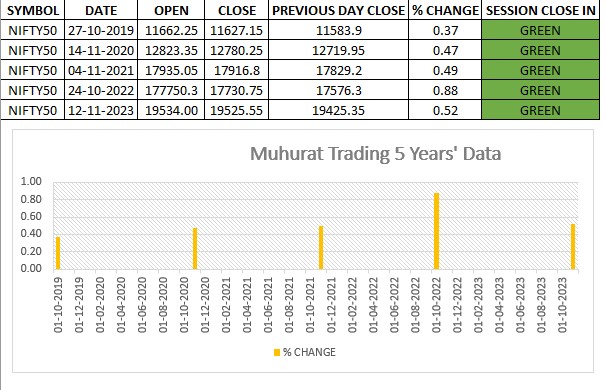 SYMBOL DATE OPEN CLOSE PREVIOUS DAY CLOSE % CHANGE SESSION CLOSE IN
NIFTY50 27-10-2019 11662.25 11627.15 11583.9 0.37 GREEN
NIFTY50 14-11-2020 12823.35 12780.25 12719.95 0.47 GREEN
NIFTY50 04-11-2021 17935.05 17916.8 17829.2 0.49 GREEN
NIFTY50 24-10-2022 177750.3 17730.75 17576.3 0.88 GREEN
NIFTY50 12-11-2023 19534.00 19525.55 19425.35 0.52 GREEN
Muhurat Trading 5 Years' Data
1.00
0.80
0.60
0.40
0.20
0.00
01-10-2019 01-12-2019 01-02-2020 01-04-2020 01-06-2020 01-08-2020 01-10-2020 01-12-2020 01-02-2021 01-04-2021 01-06-2021 01-08-2021 01-10-2021 01-12-2021 01-02-2022 01-04-2022 01-06-2022 01-08-2022 01-10-2022 01-12-2022 01-02-2023 01-04-2023 01-06-2023 01-08-2023 01-10-2023
% CHANGE